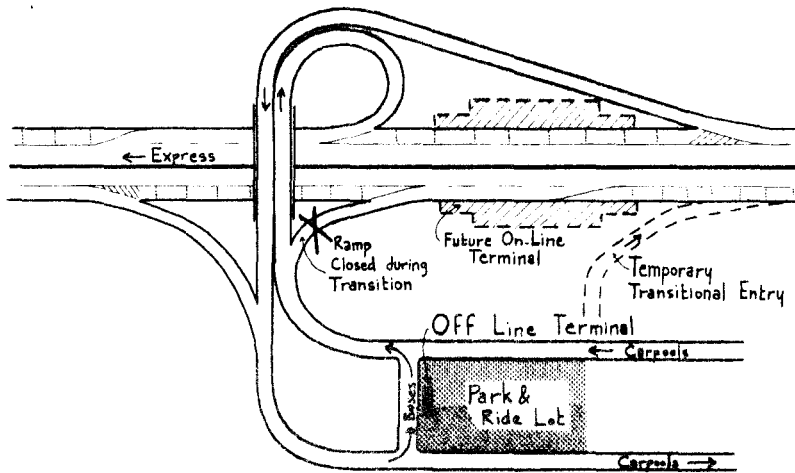 Express
Ramp
Closed during
Transition
Future On-Line
Terminal
Temporary
Transitional Entry
OFF Line Terminal
Carpools
Buses
Park &
Ride Lot
Carpools